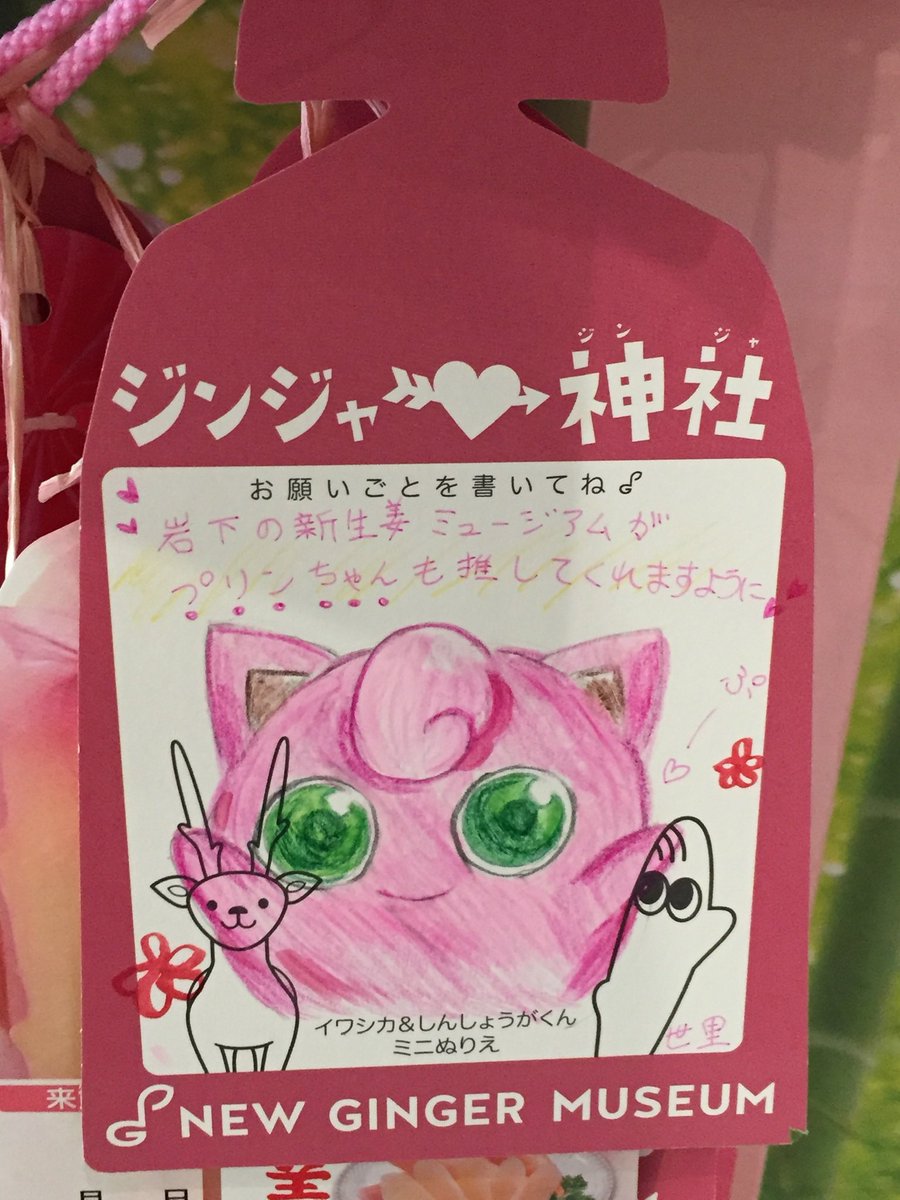 ジンジャ 神社
ジン ジャ
お願いごとを書いてね
岩下の新生姜ミュージアムが
プリンちゃんも推してくれますように
ぷ
イワシカ&しんしょうがくん
ミニぬりえ
世里
NEW GINGER MUSEUM
来
月 日